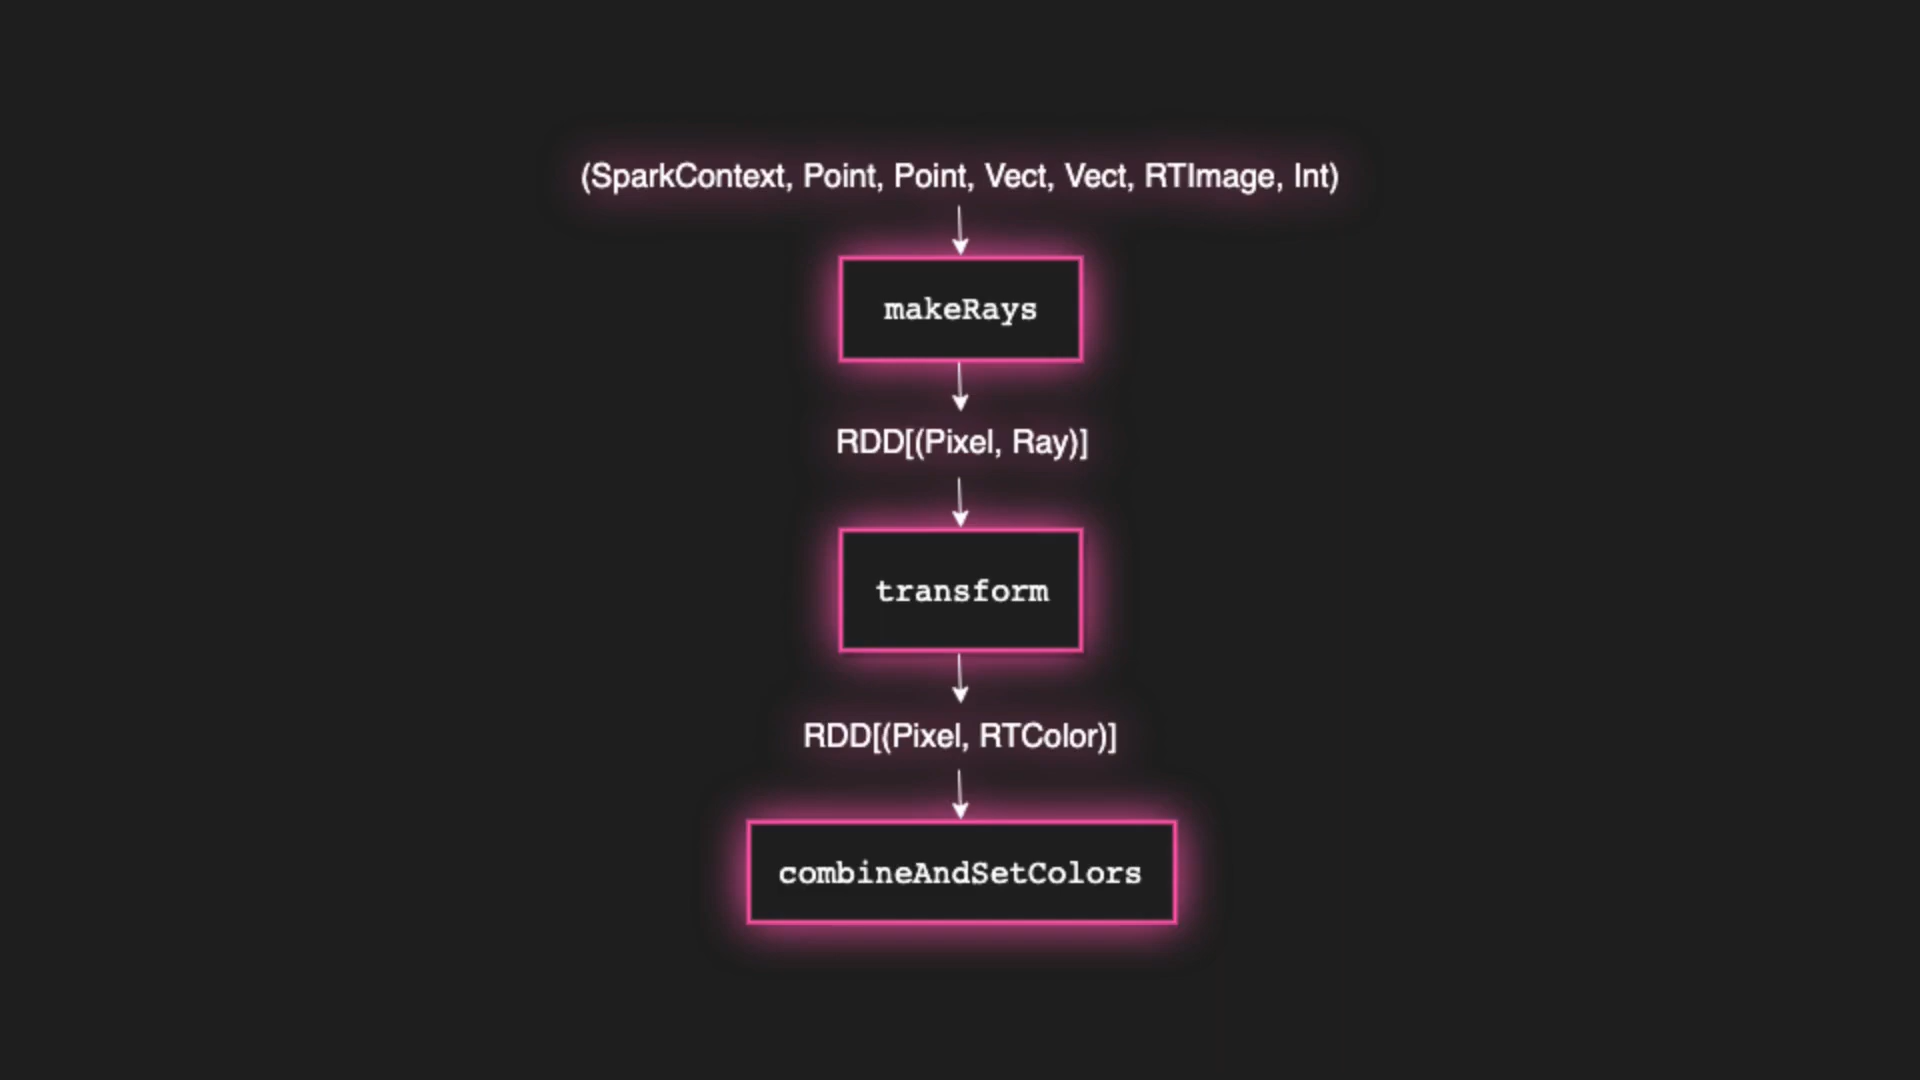 (SparkContext, Point, Point, Vect, Vect, RTImage, Int)
makeRays
RDD[(Pixel, Ray)]
transform
RDD[(Pixel, RTColor)]
combineAndSetColors